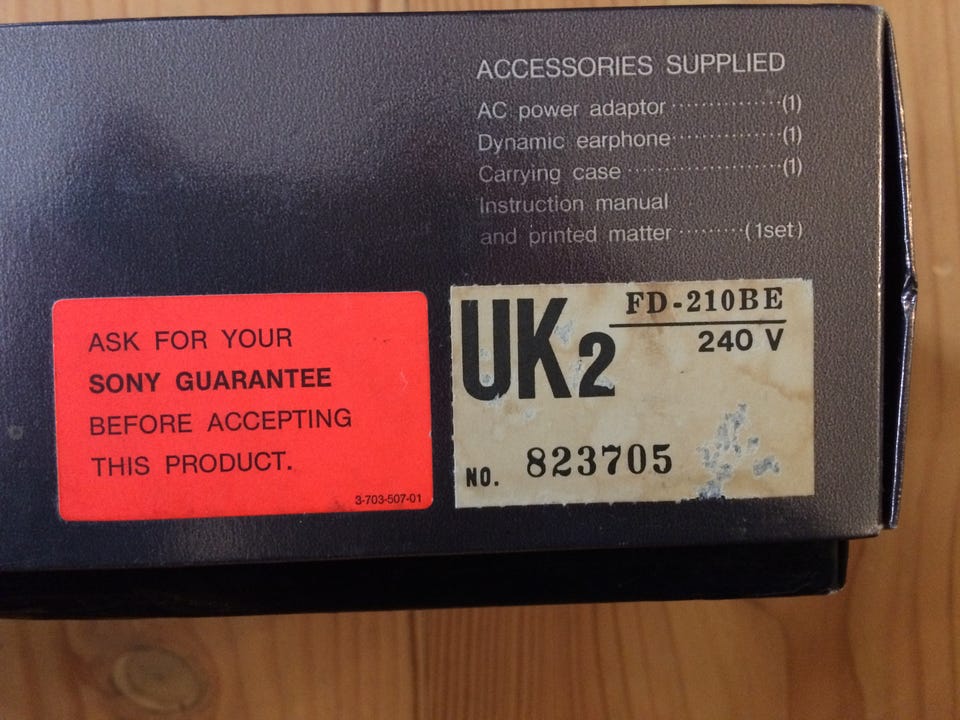 ACCESSORIES SUPPLIED
AC power adaptor ·············(1)
Dynamic earphone·············(1)
Carrying case ··················(1)
Instruction manual
and printed matter ·········(1set)
ASK FOR YOUR
SONY GUARANTEE
BEFORE ACCEPTING
THIS PRODUCT.
3-703-507-01
UK2 FD-210BE
240 V
NO. 823705